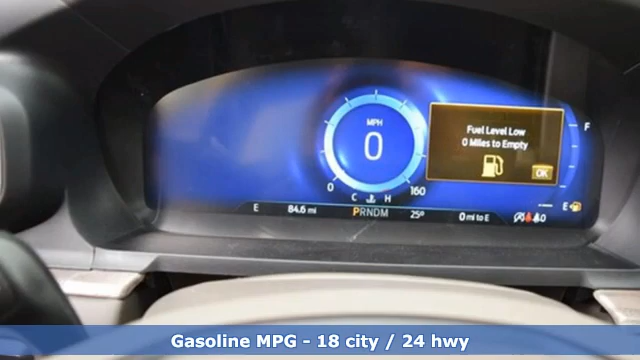 MPH
0
0 160
C H
Fuel Level Low
0 Miles to Empty
OK
F
E
E 84.6 mi PRNDM 25° 0 mi to E
Gasoline MPG - 18 city / 24 hwy